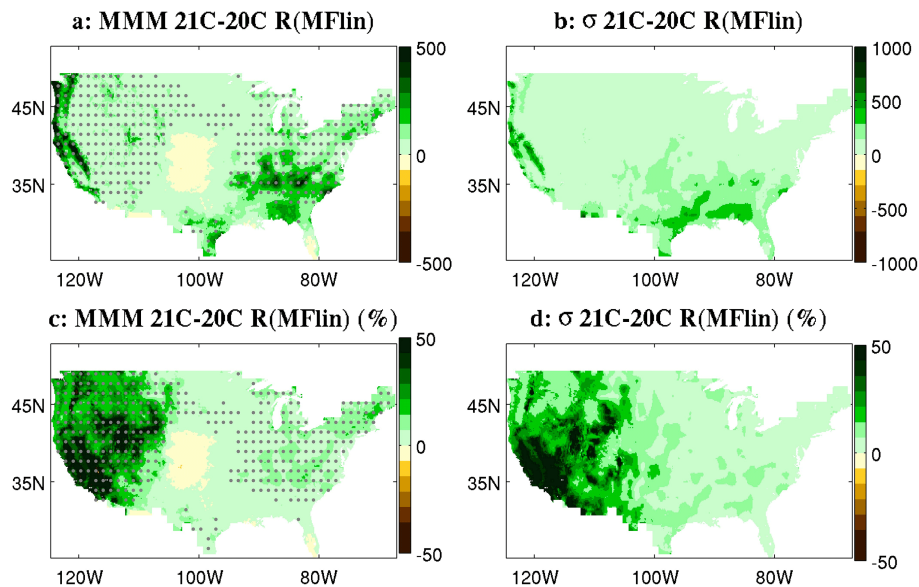 a: MMM 21C-20C R(MFlin)
b: σ 21C-20C R(MFlin)
500
0
-500
1000
500
0
-500
-1000
45N
35N
45N
35N
120W
100W
80W
120W
100W
80W
c: MMM 21C-20C R(MFlin) (%)
d: σ 21C-20C R(MFlin) (%)
50
0
-50
50
0
-50
45N
35N
45N
35N
120W
100W
80W
120W
100W
80W